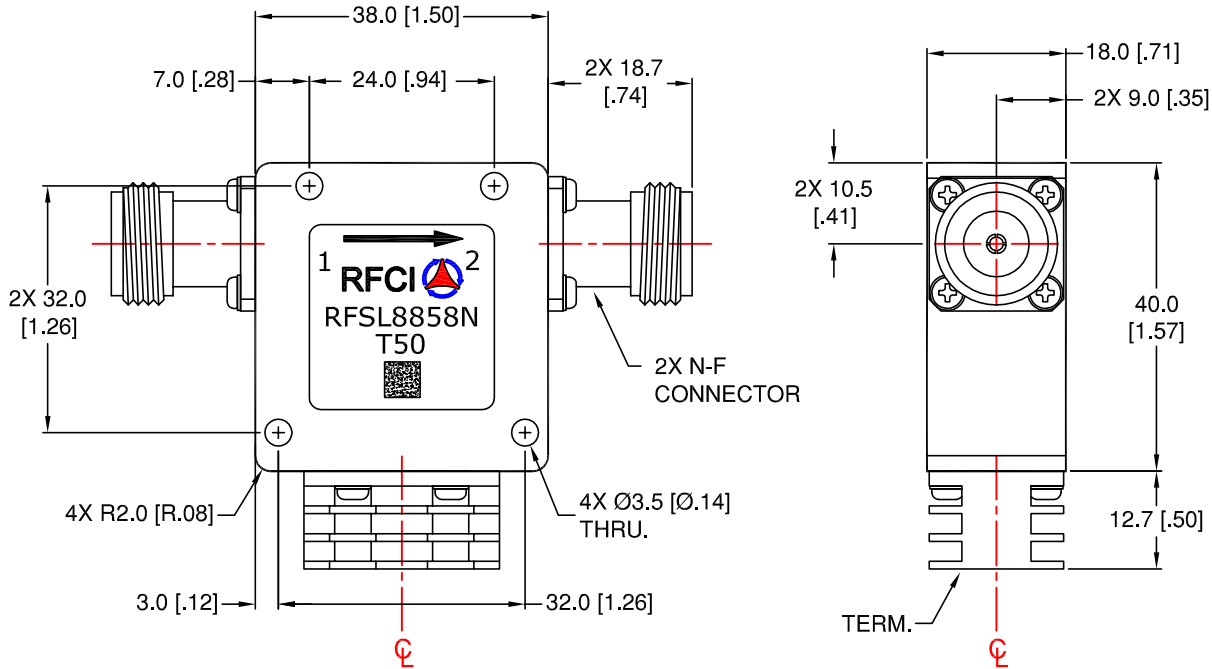 38.0 [1.50]
7.0 [.28]
24.0 [.94]
2X 18.7
[.74]
18.0 [.71]
2X 9.0 [.35]
2X 10.5
[.41]
2X 32.0
[1.26]
1
2
RFCI
RFSL8858N
T50
2X N-F
CONNECTOR
40.0
[1.57]
4X R2.0 [R.08]
4X Ø3.5 [Ø.14]
THRU.
12.7 [.50]
3.0 [.12]
32.0 [1.26]
TERM.
℄
℄